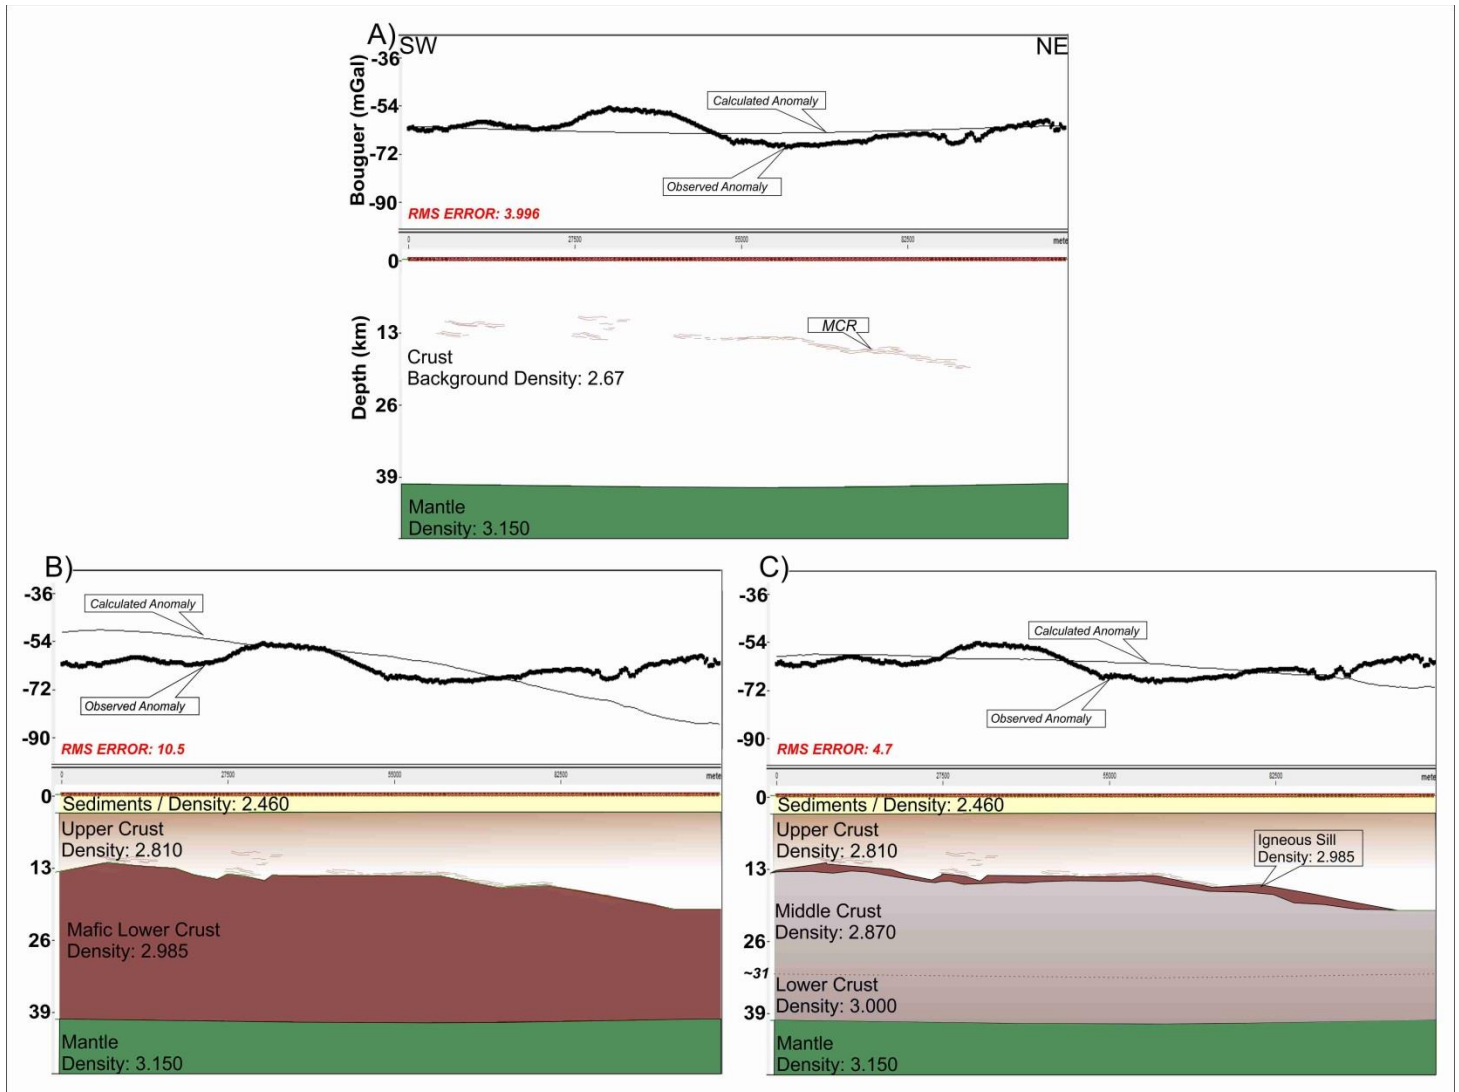 A)
SW
NE
-36
-54
-72
-90
Bouguer (mGal)
Calculated Anomaly
Observed Anomaly
RMS ERROR: 3.996
0
27500
55000
82500
mete
0
13
26
39
Depth (km)
MCR
Crust
Background Density: 2.67
Mantle
Density: 3.150
B)
-36
-54
-72
-90
Calculated Anomaly
Observed Anomaly
RMS ERROR: 10.5
0
27500
55000
82500
mete
0
13
26
39
Sediments / Density: 2.460
Upper Crust
Density: 2.810
Mafic Lower Crust
Density: 2.985
Mantle
Density: 3.150
C)
-36
-54
-72
-90
Calculated Anomaly
Observed Anomaly
RMS ERROR: 4.7
0
27500
55000
82500
mete
0
13
26
~31
39
Sediments / Density: 2.460
Upper Crust
Density: 2.810
Igneous Sill
Density: 2.985
Middle Crust
Density: 2.870
Lower Crust
Density: 3.000
Mantle
Density: 3.150